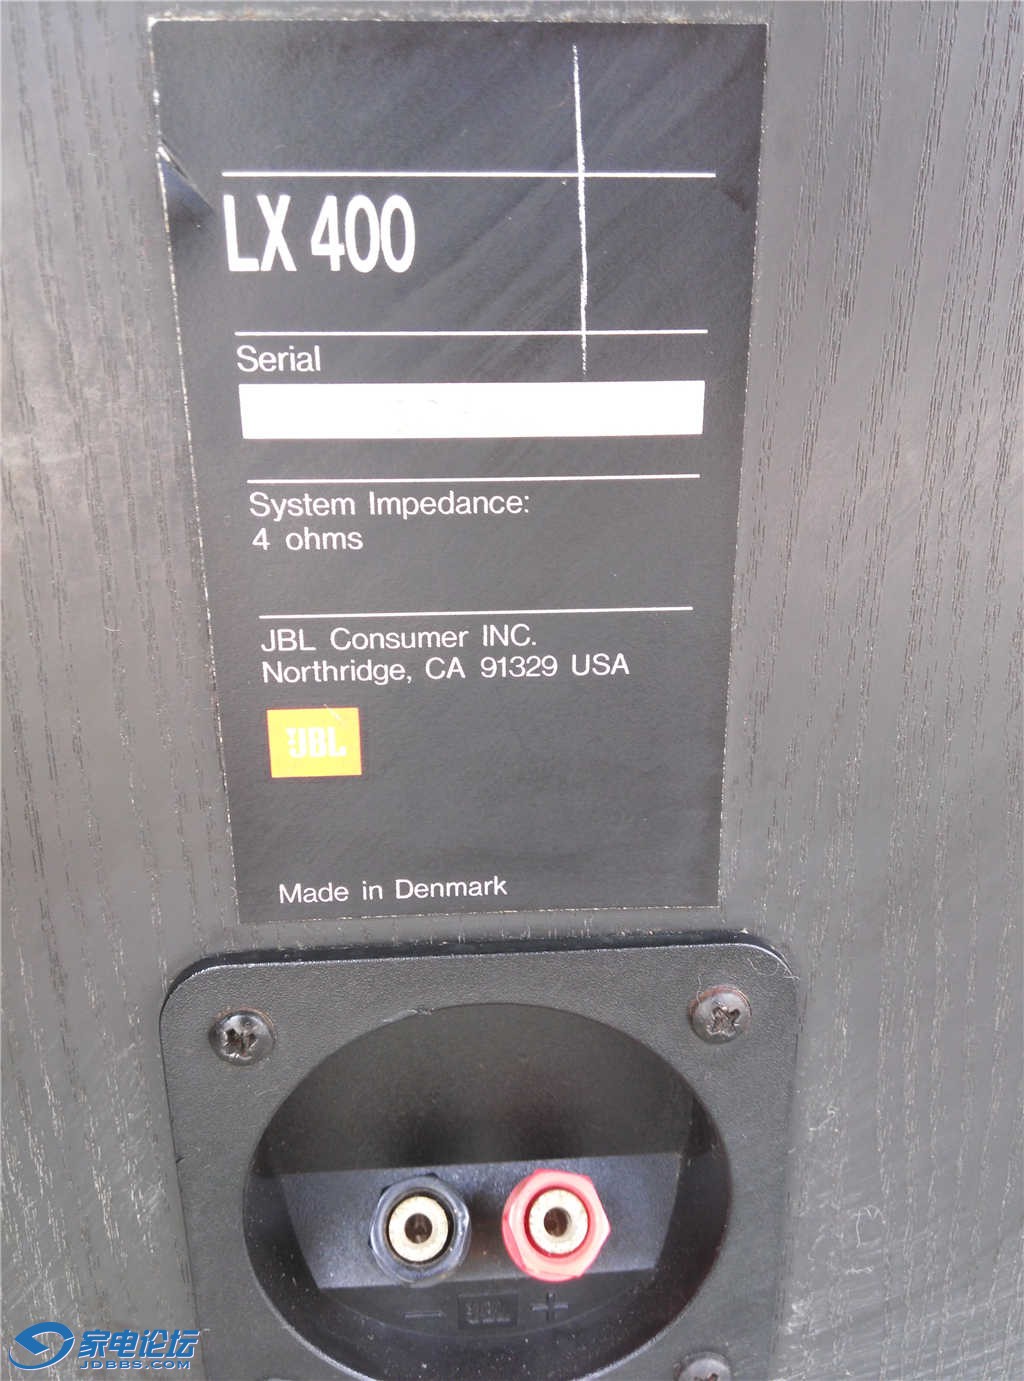 LX 400
Serial
System Impedance:
4 ohms
JBL Consumer INC.
Northridge, CA 91329 USA
JBL
Made in Denmark
− JBL +
家电论坛
JDBBS.COM